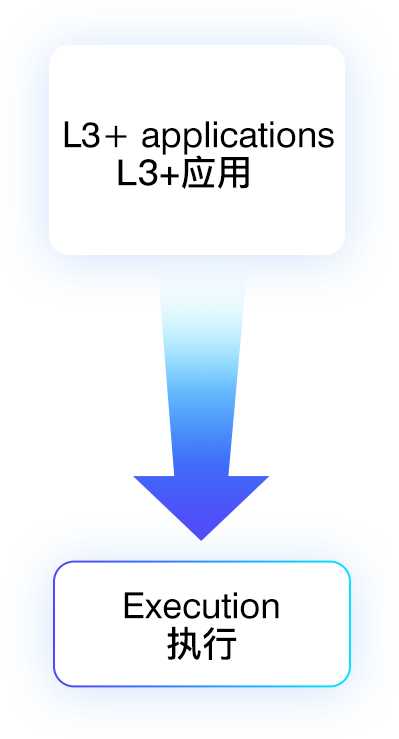 L3+ applications
L3+应用
Execution
执行